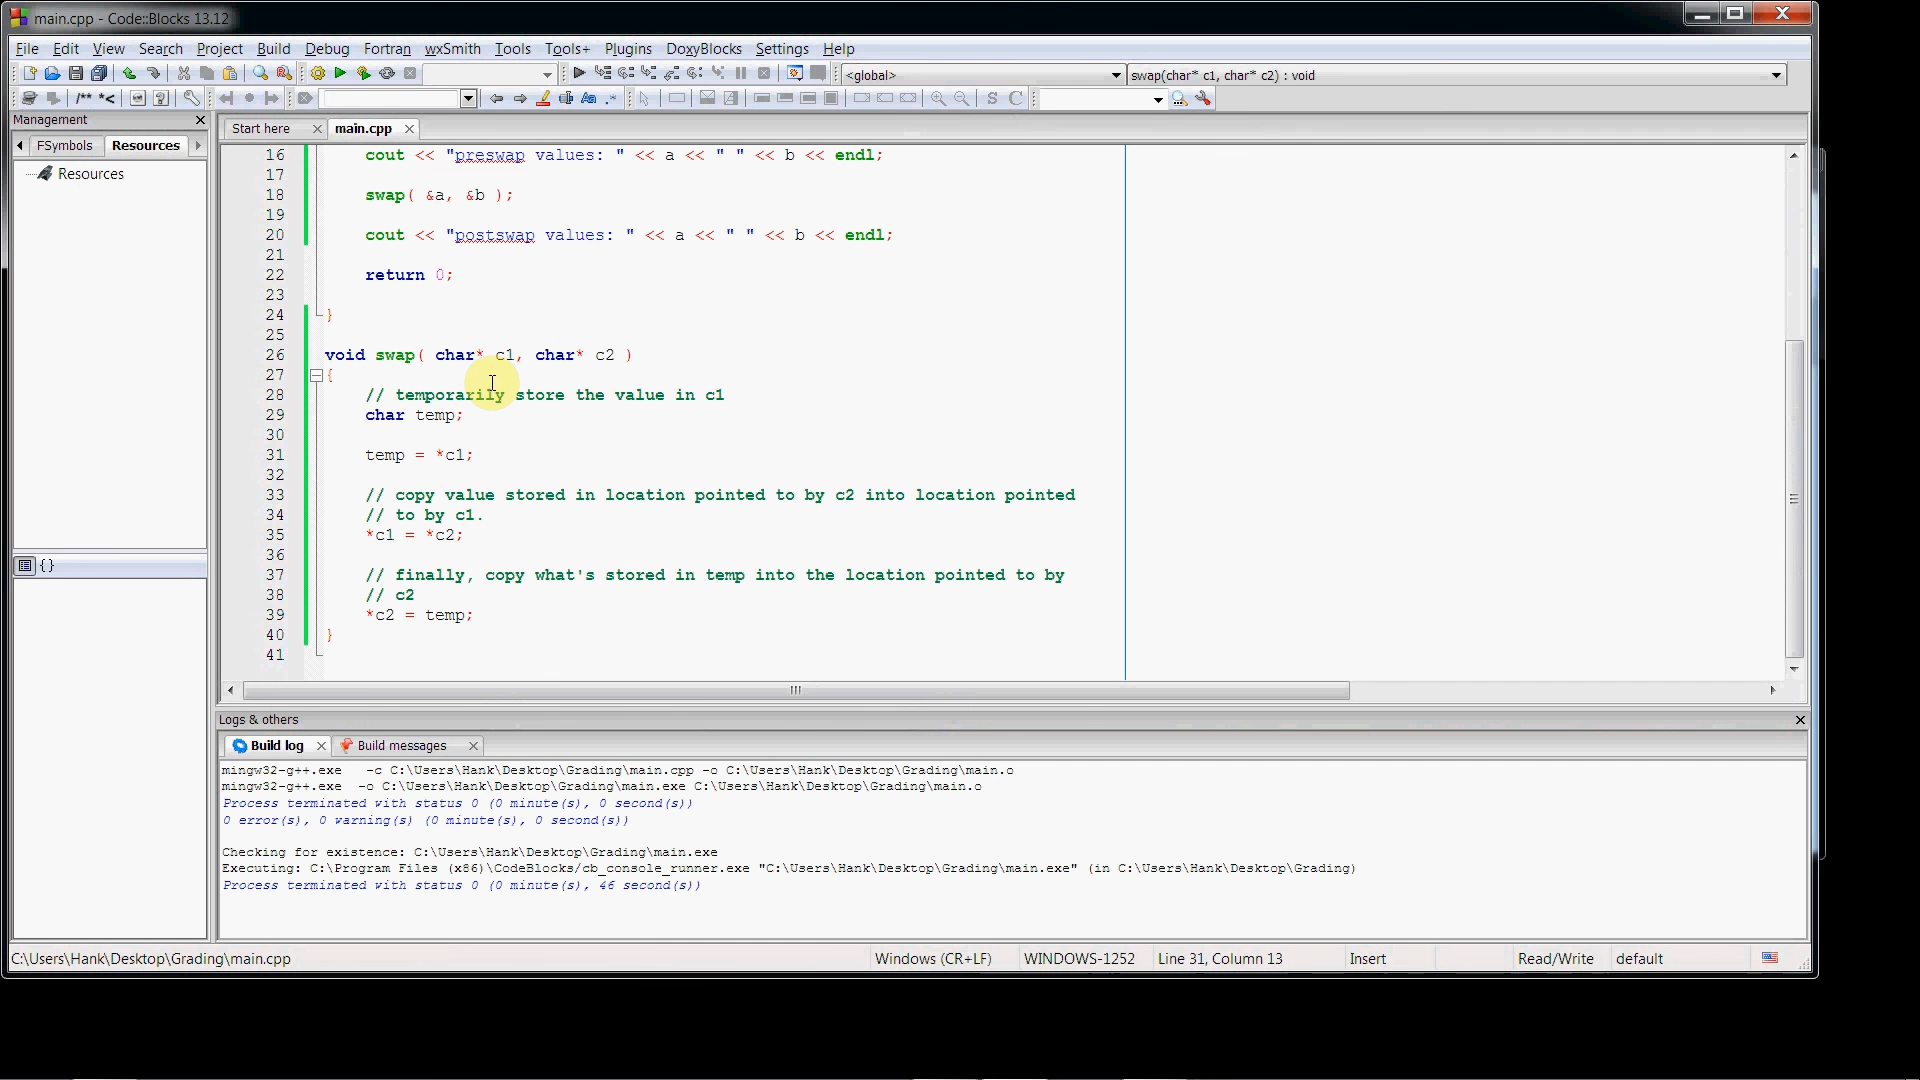 main.cpp - Code::Blocks 13.12
File Edit View Search Project Build Debug Fortran wxSmith Tools Tools+ Plugins DoxyBlocks Settings Help
<global> swap(char* c1, char* c2) : void
/** *<
S C
Management
Start here main.cpp
FSymbols Resources
Resources
{}
16 cout << "preswap values: " << a << " " << b << endl;
17
18 swap( &a, &b );
19
20 cout << "postswap values: " << a << " " << b << endl;
21
22 return 0;
23
24 }
25
26 void swap( char* c1, char* c2 )
27 {
28 // temporarily store the value in c1
29 char temp;
30
31 temp = *c1;
32
33 // copy value stored in location pointed to by c2 into location pointed
34 // to by c1.
35 *c1 = *c2;
36
37 // finally, copy what's stored in temp into the location pointed to by
38 // c2
39 *c2 = temp;
40 }
41
Logs & others
Build log Build messages
mingw32-g++.exe -c C:\Users\Hank\Desktop\Grading\main.cpp -o C:\Users\Hank\Desktop\Grading\main.o
mingw32-g++.exe -o C:\Users\Hank\Desktop\Grading\main.exe C:\Users\Hank\Desktop\Grading\main.o
Process terminated with status 0 (0 minute(s), 0 second(s))
0 error(s), 0 warning(s) (0 minute(s), 0 second(s))
Checking for existence: C:\Users\Hank\Desktop\Grading\main.exe
Executing: C:\Program Files (x86)\CodeBlocks/cb_console_runner.exe "C:\Users\Hank\Desktop\Grading\main.exe" (in C:\Users\Hank\Desktop\Grading)
Process terminated with status 0 (0 minute(s), 46 second(s))
C:\Users\Hank\Desktop\Grading\main.cpp Windows (CR+LF) WINDOWS-1252 Line 31, Column 13 Insert Read/Write default